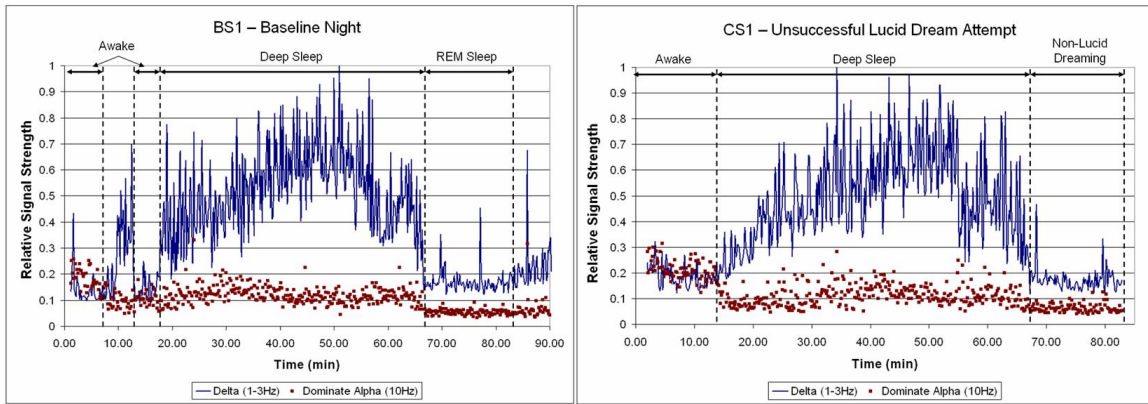 BS1 – Baseline Night
Awake
Deep Sleep
REM Sleep
Relative Signal Strength
1
0.9
0.8
0.7
0.6
0.5
0.4
0.3
0.2
0.1
0
0.00 10.00 20.00 30.00 40.00 50.00 60.00 70.00 80.00 90.00
Time (min)
Delta (1-3Hz) Dominate Alpha (10Hz)
CS1 – Unsuccessful Lucid Dream Attempt
Awake
Deep Sleep
Non-Lucid
Dreaming
Relative Signal Strength
1
0.9
0.8
0.7
0.6
0.5
0.4
0.3
0.2
0.1
0
0.00 10.00 20.00 30.00 40.00 50.00 60.00 70.00 80.00
Time (min)
Delta (1-3Hz) Dominate Alpha (10Hz)